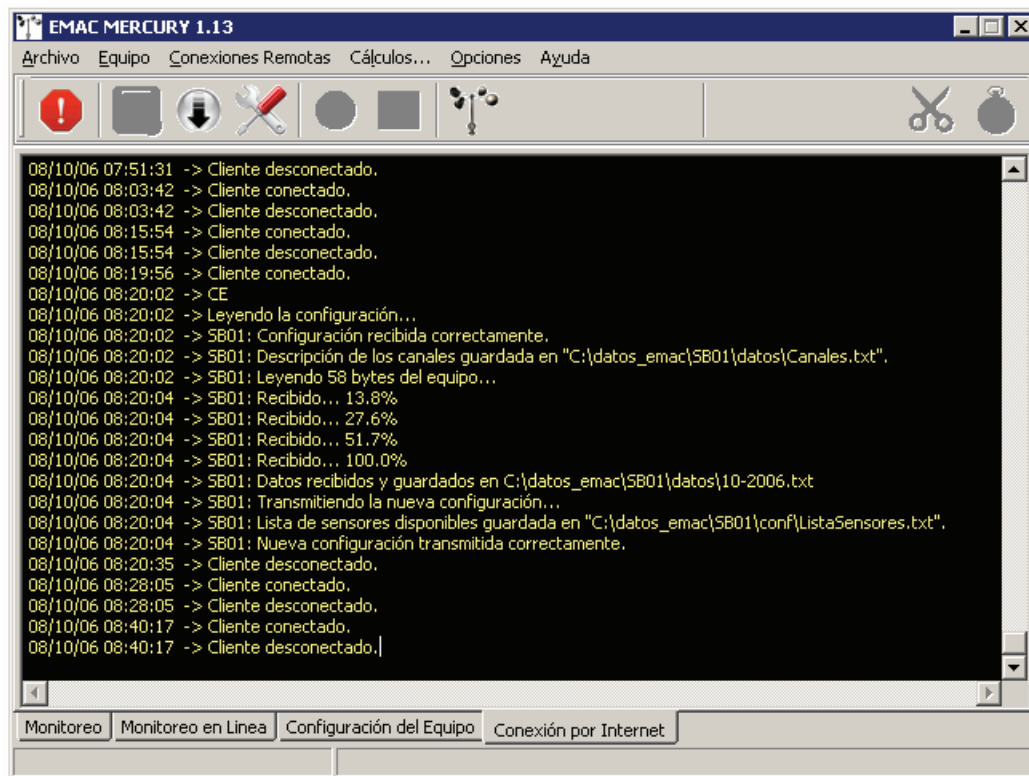 EMAC MERCURY 1.13
Archivo Equipo Conexiones Remotas Cálculos... Opciones Ayuda
08/10/06 07:51:31 -> Cliente desconectado.
08/10/06 08:03:42 -> Cliente conectado.
08/10/06 08:03:42 -> Cliente desconectado.
08/10/06 08:15:54 -> Cliente conectado.
08/10/06 08:15:54 -> Cliente desconectado.
08/10/06 08:19:56 -> Cliente conectado.
08/10/06 08:20:02 -> CE
08/10/06 08:20:02 -> Leyendo la configuración...
08/10/06 08:20:02 -> SB01: Configuración recibida correctamente.
08/10/06 08:20:02 -> SB01: Descripción de los canales guardada en "C:\datos_emac\SB01\datos\Canales.txt".
08/10/06 08:20:02 -> SB01: Leyendo 58 bytes del equipo...
08/10/06 08:20:04 -> SB01: Recibido... 13.8%
08/10/06 08:20:04 -> SB01: Recibido... 27.6%
08/10/06 08:20:04 -> SB01: Recibido... 51.7%
08/10/06 08:20:04 -> SB01: Recibido... 100.0%
08/10/06 08:20:04 -> SB01: Datos recibidos y guardados en C:\datos_emac\SB01\datos\10-2006.txt
08/10/06 08:20:04 -> SB01: Transmitiendo la nueva configuración...
08/10/06 08:20:04 -> SB01: Lista de sensores disponibles guardada en "C:\datos_emac\SB01\conf\ListaSensores.txt".
08/10/06 08:20:04 -> SB01: Nueva configuración transmitida correctamente.
08/10/06 08:20:35 -> Cliente desconectado.
08/10/06 08:28:05 -> Cliente conectado.
08/10/06 08:28:05 -> Cliente desconectado.
08/10/06 08:40:17 -> Cliente conectado.
08/10/06 08:40:17 -> Cliente desconectado.
Monitoreo Monitoreo en Linea Configuración del Equipo Conexión por Internet